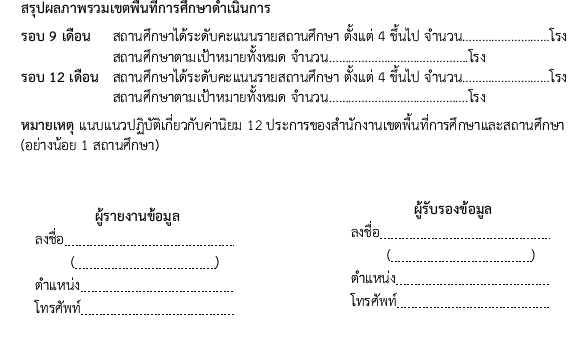 สรุปผลภาพรวมเขตพื้นที่การศึกษาดำเนินการ
รอบ 9 เดือน สถานศึกษาได้ระดับคะแนนรายสถานศึกษา ตั้งแต่ 4 ขึ้นไป จำนวน..........................โรง
สถานศึกษาตามเป้าหมายทั้งหมด จำนวน..........................................โรง
รอบ 12 เดือน สถานศึกษาได้ระดับคะแนนรายสถานศึกษา ตั้งแต่ 4 ขึ้นไป จำนวน..........................โรง
สถานศึกษาตามเป้าหมายทั้งหมด จำนวน..........................................โรง
หมายเหตุ แนบแนวปฏิบัติเกี่ยวกับค่านิยม 12 ประการของสำนักงานเขตพื้นที่การศึกษาและสถานศึกษา
(อย่างน้อย 1 สถานศึกษา)
ผู้รายงานข้อมูล
ลงชื่อ..................................................
(..........................................)
ตำแหน่ง.............................................
โทรศัพท์.............................................
ผู้รับรองข้อมูล
ลงชื่อ..................................................
(..........................................)
ตำแหน่ง.............................................
โทรศัพท์.............................................